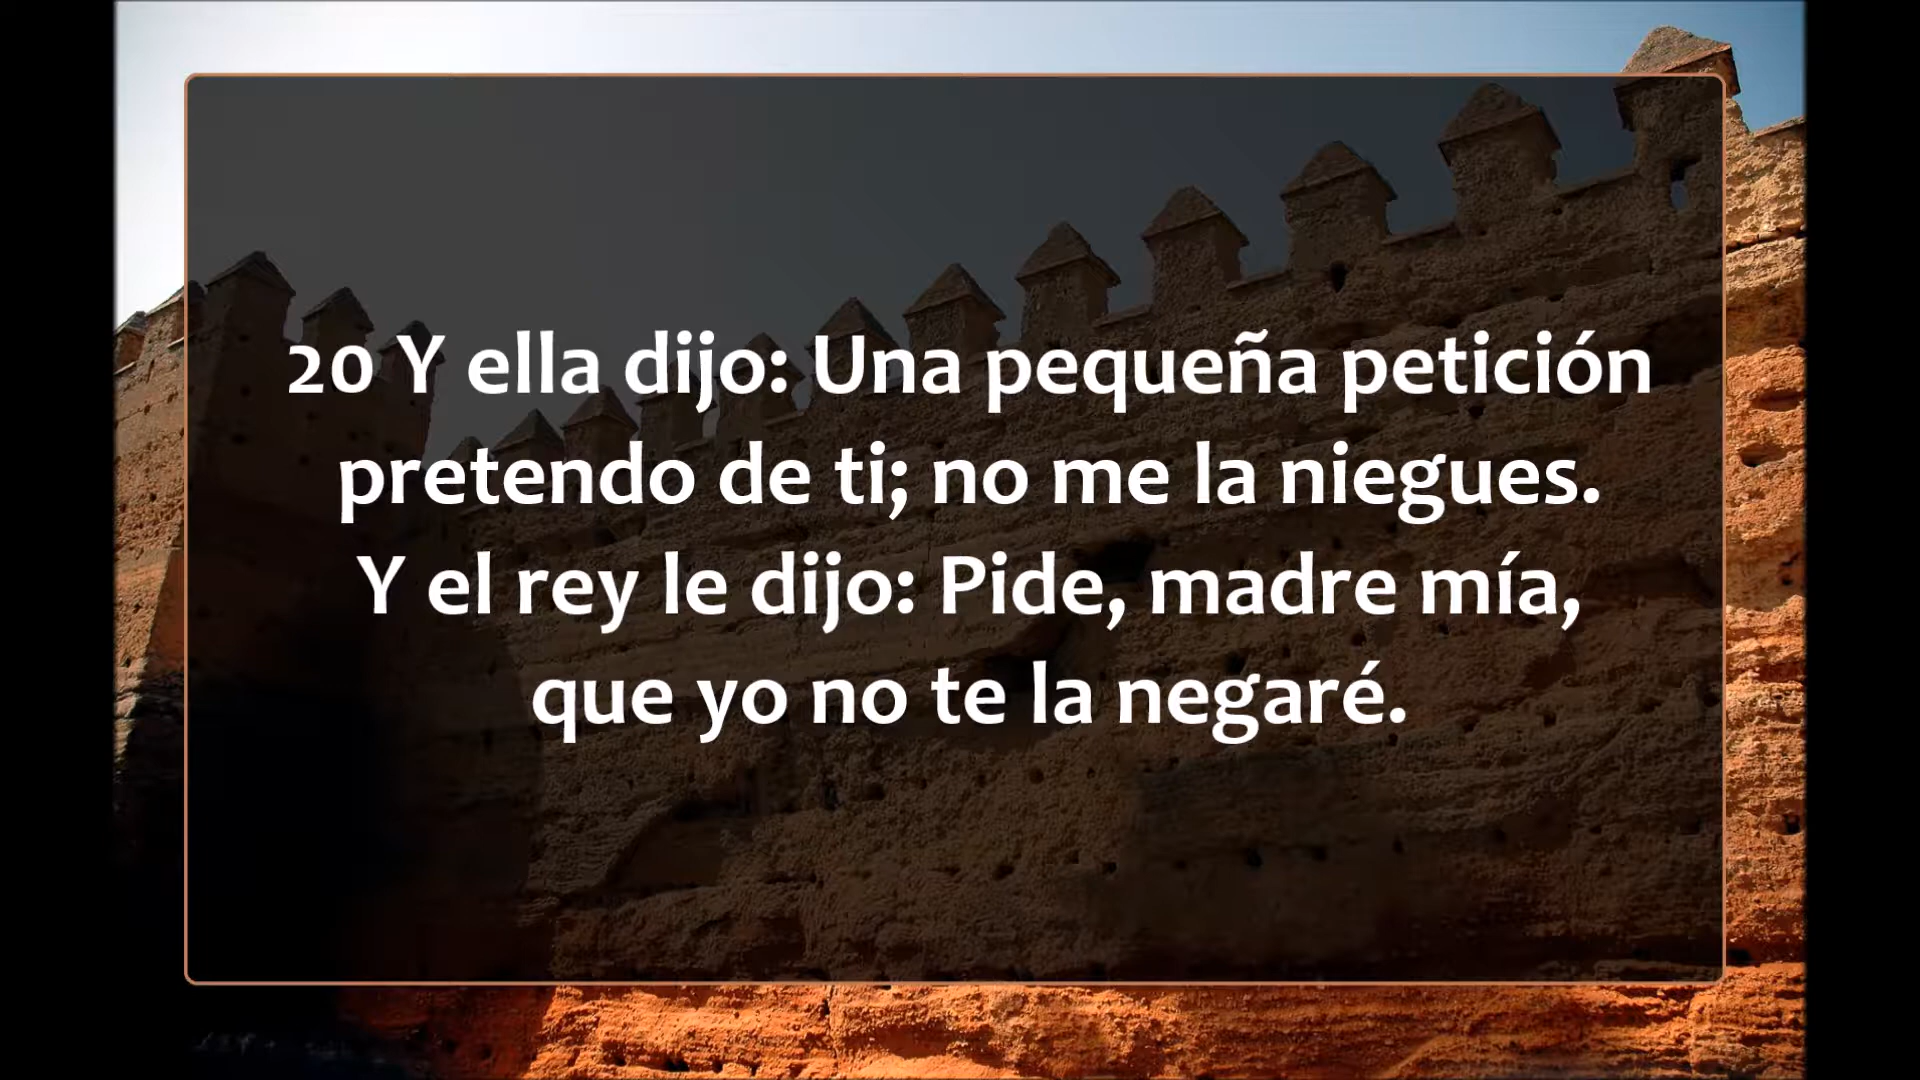 20 Y ella dijo: Una pequeña petición
pretendo de ti; no me la niegues.
Y el rey le dijo: Pide, madre mía,
que yo no te la negaré.